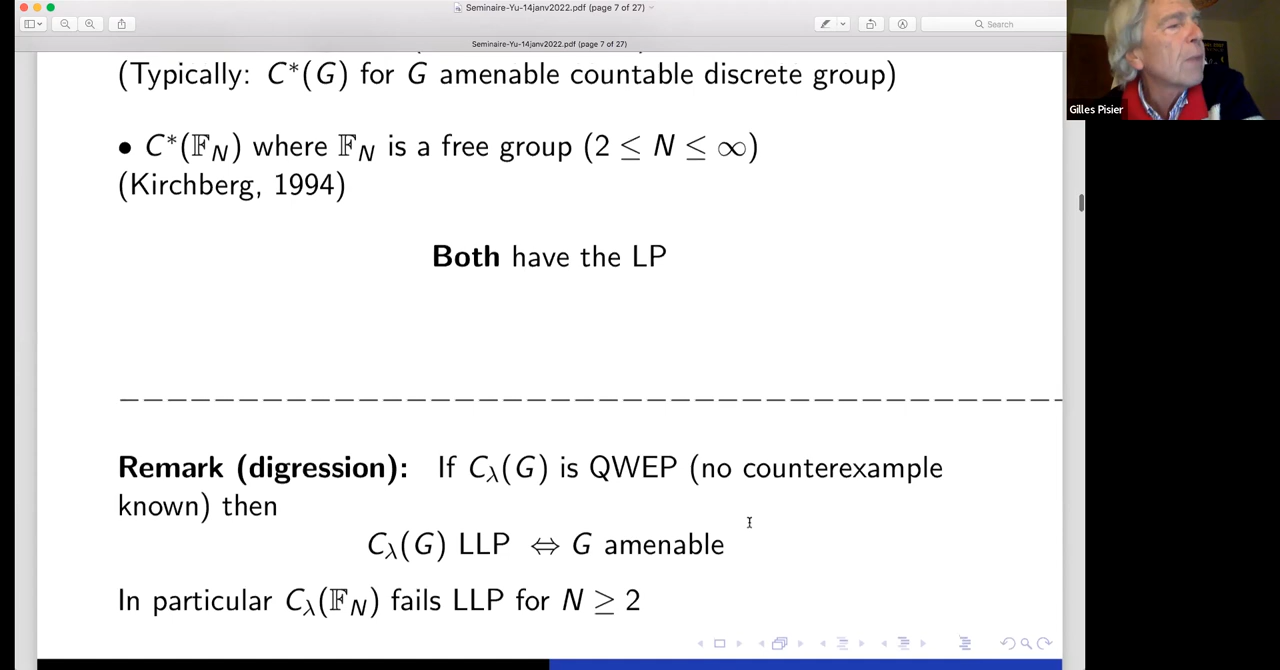 Seminaire-Yu-14janv2022.pdf (page 7 of 27)
Search
Seminaire-Yu-14janv2022.pdf (page 7 of 27)
(Typically: C*(G) for G amenable countable discrete group)
• C*(𝔽_N) where 𝔽_N is a free group (2 ≤ N ≤ ∞)
(Kirchberg, 1994)
Both have the LP
Remark (digression): If C_λ(G) is QWEP (no counterexample
known) then
C_λ(G) LLP ⇔ G amenable
In particular C_λ(𝔽_N) fails LLP for N ≥ 2
Gilles Pisier